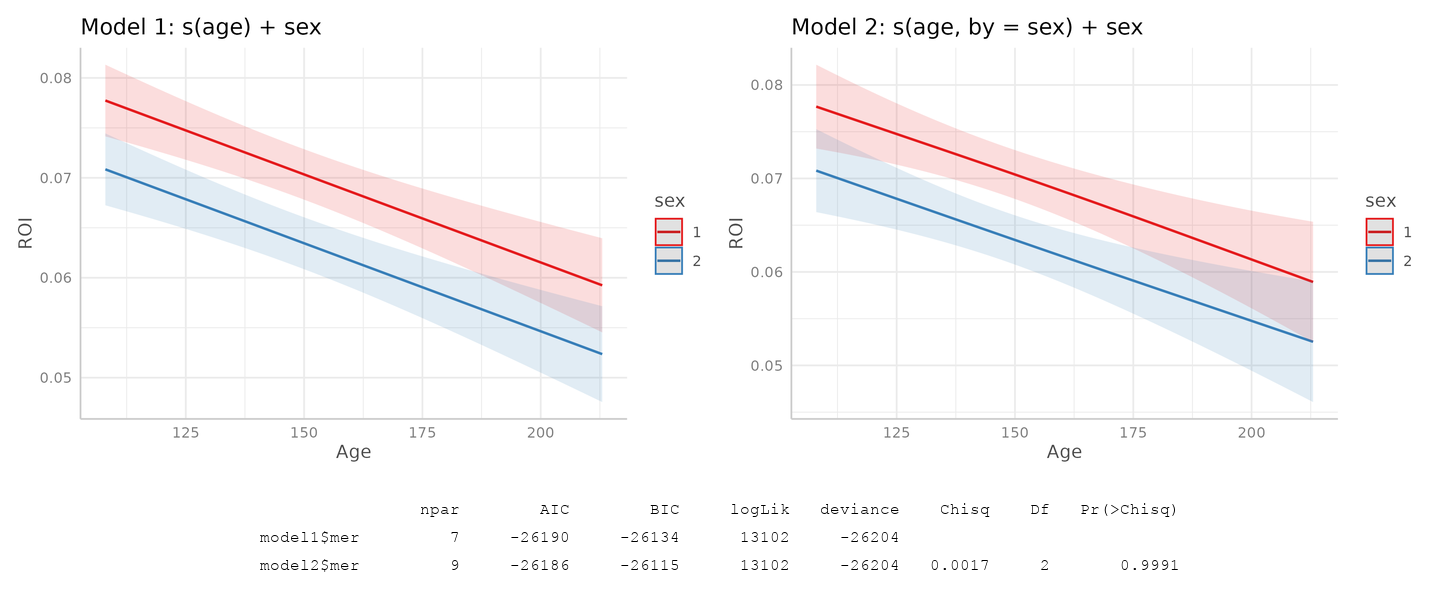 Model 1: s(age) + sex
0.08
0.07
0.06
0.05
ROI
125 150 175 200
Age
sex
1
2
Model 2: s(age, by = sex) + sex
0.08
0.07
0.06
0.05
ROI
125 150 175 200
Age
sex
1
2
npar AIC BIC logLik deviance Chisq Df Pr(>Chisq)
model1$mer 7 -26190 -26134 13102 -26204
model2$mer 9 -26186 -26115 13102 -26204 0.0017 2 0.9991